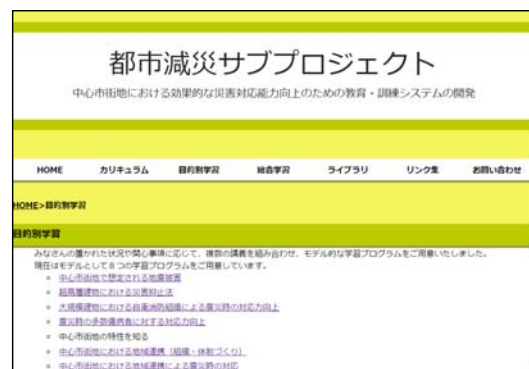 都市減災サブプロジェクト
中心市街地における効果的な災害対応能力向上のための教育・訓練システムの開発
HOME カリキュラム 目的別学習 総合学習 ライブラリ リンク集 お問い合わせ
HOME>目的別学習
目的別学習
みなさんの置かれた状況や関心事項に応じて、複数の講義を組み合わせ、モデル的な学習プログラムをご用意いたしました。
現在はモデルとして8つの学習プログラムをご用意しています。
中心市街地で想定される地震被害
超高層建物における災害抑止法
大規模建物における自衛消防組織による震災時の対応力向上
震災時の多数傷病者に対する対応力向上
中心市街地の特性を知る
中心市街地における地域連携（組織・体制づくり）
中心市街地における地域連携による震災時の対応